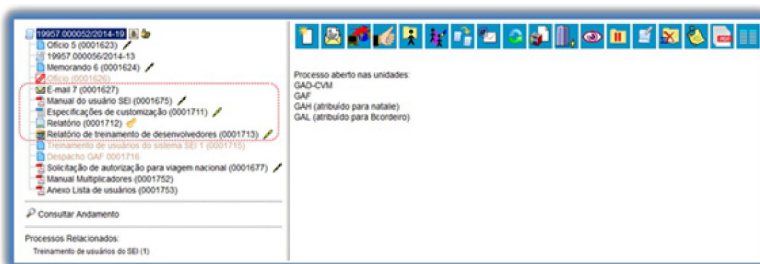 19957.000052/2014-19
Ofício 5 (0001623)
19957.000056/2014-13
Memorando 6 (0001624)
Ofício (0001626)
E-mail 7 (0001627)
Manual do usuário SEI (0001675)
Especificações de customização (0001711)
Relatório (0001712)
Relatório de treinamento de desenvolvedores (0001713)
Treinamento de usuários do sistema SEI 1 (0001715)
Despacho GAF 0001716
Solicitação de autorização para viagem nacional (0001677)
Manual Multiplicadores (0001752)
Anexo Lista de usuários (0001753)
Consultar Andamento
Processos Relacionados:
Treinamento de usuários do SEI (1)
Processo aberto nas unidades:
GAD-CVM
GAF
GAH (atribuído para natalie)
GAL (atribuído para Bcordeiro)